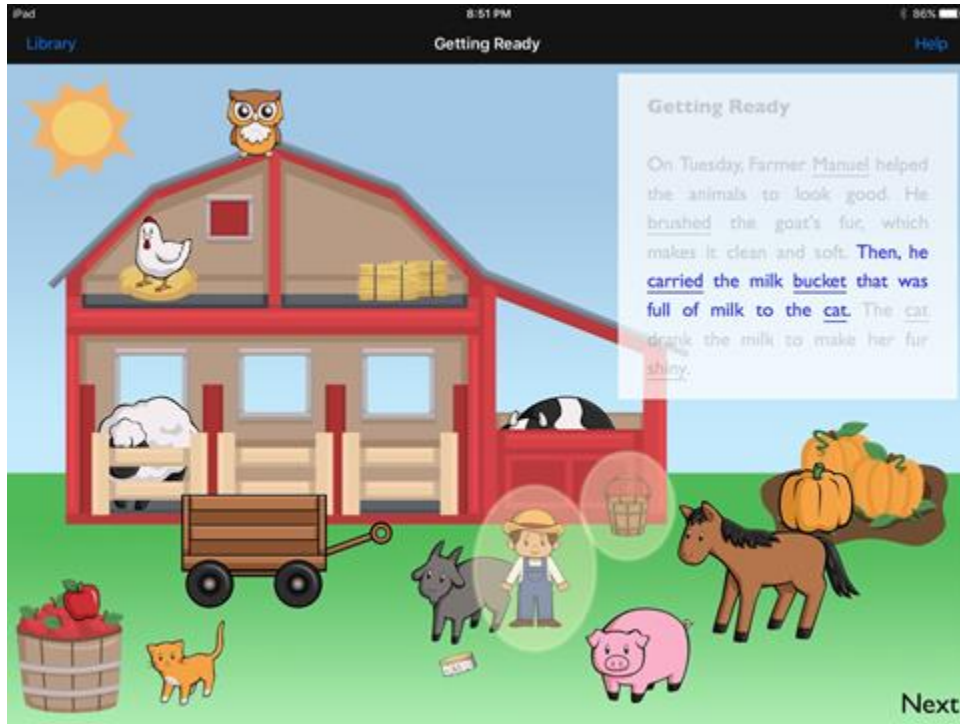 iPad 8:51 PM 86%
Library Getting Ready Help
Getting Ready
On Tuesday, Farmer Manuel helped
the animals to look good. He
brushed the goat's fur, which
makes it clean and soft. Then, he
carried the milk bucket that was
full of milk to the cat. The cat
drank the milk to make her fur
shiny.
Next